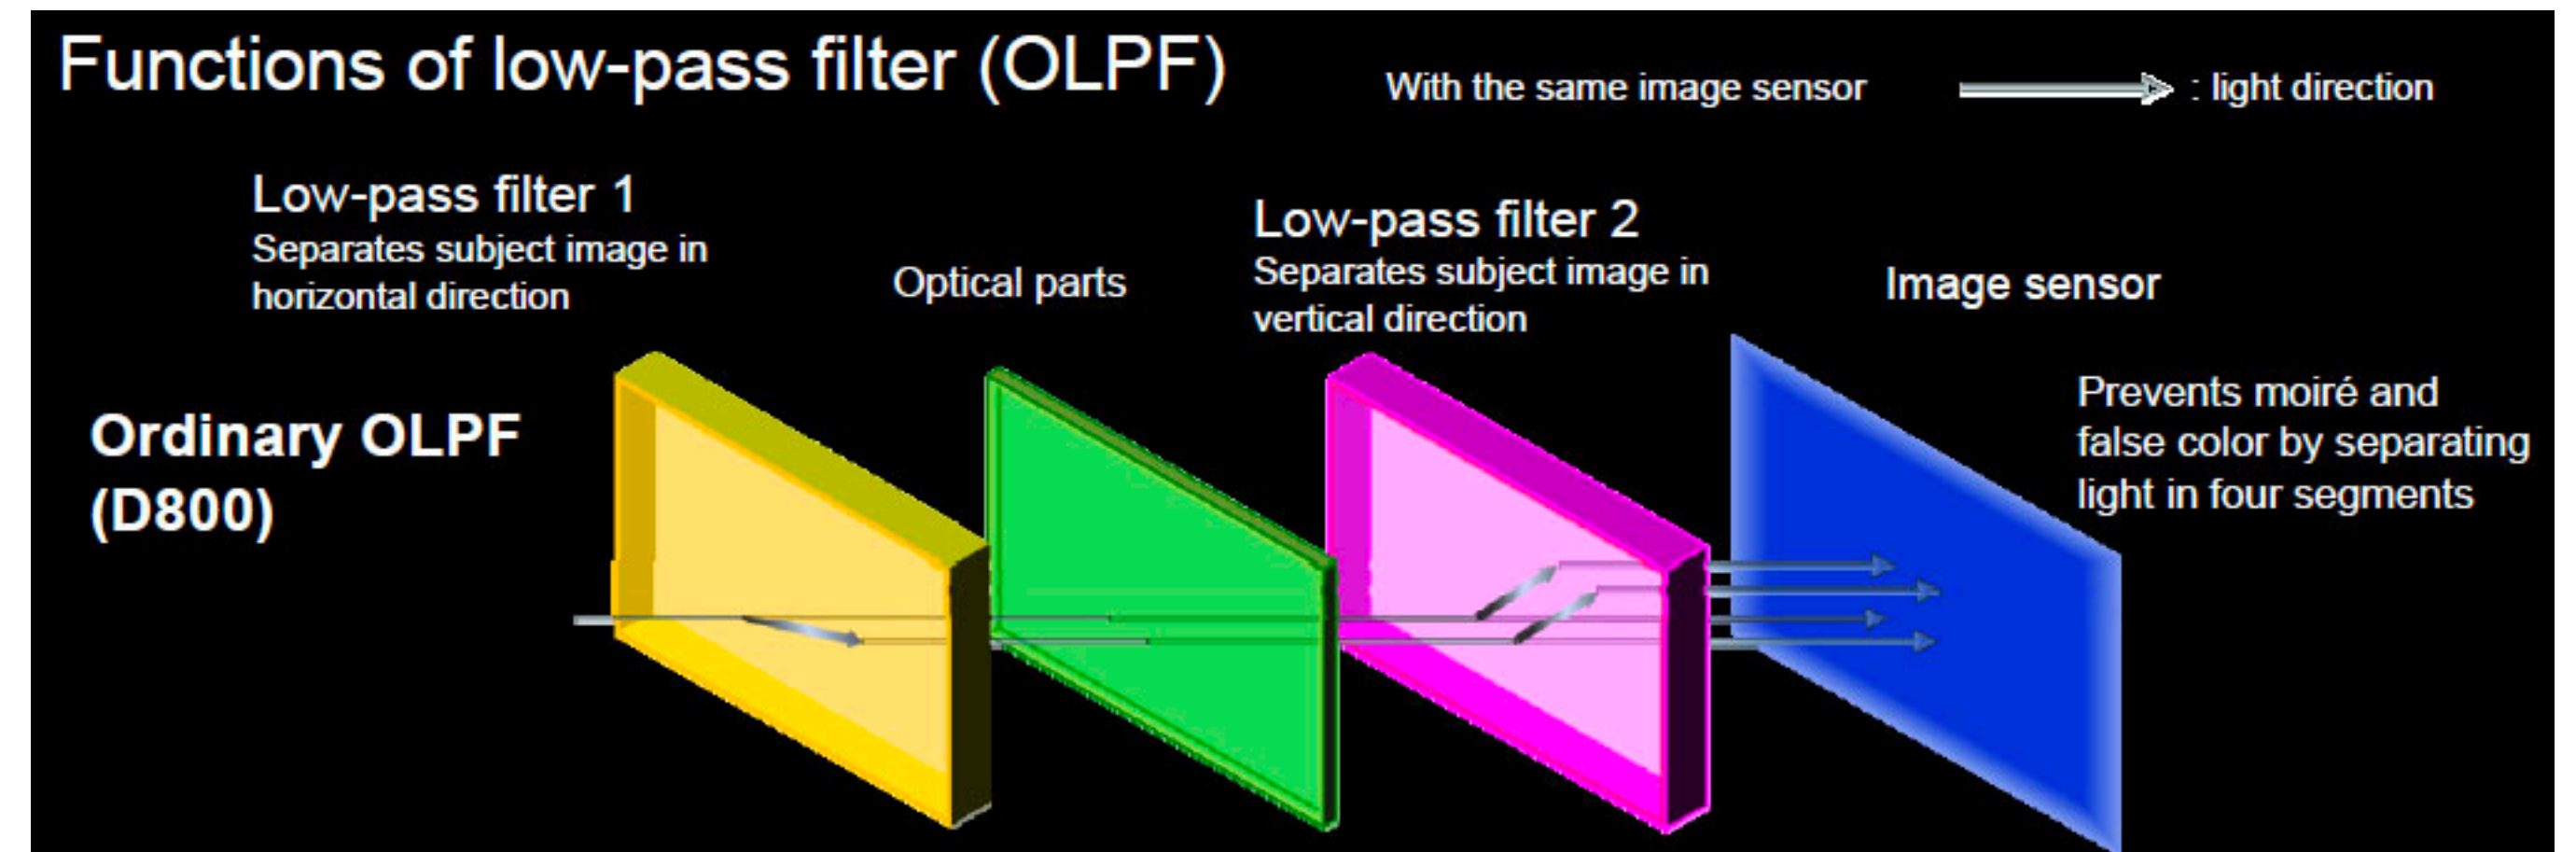 Functions of low-pass filter (OLPF)
With the same image sensor
: light direction
Low-pass filter 1
Separates subject image in
horizontal direction
Optical parts
Low-pass filter 2
Separates subject image in
vertical direction
Image sensor
Ordinary OLPF
(D800)
Prevents moiré and
false color by separating
light in four segments